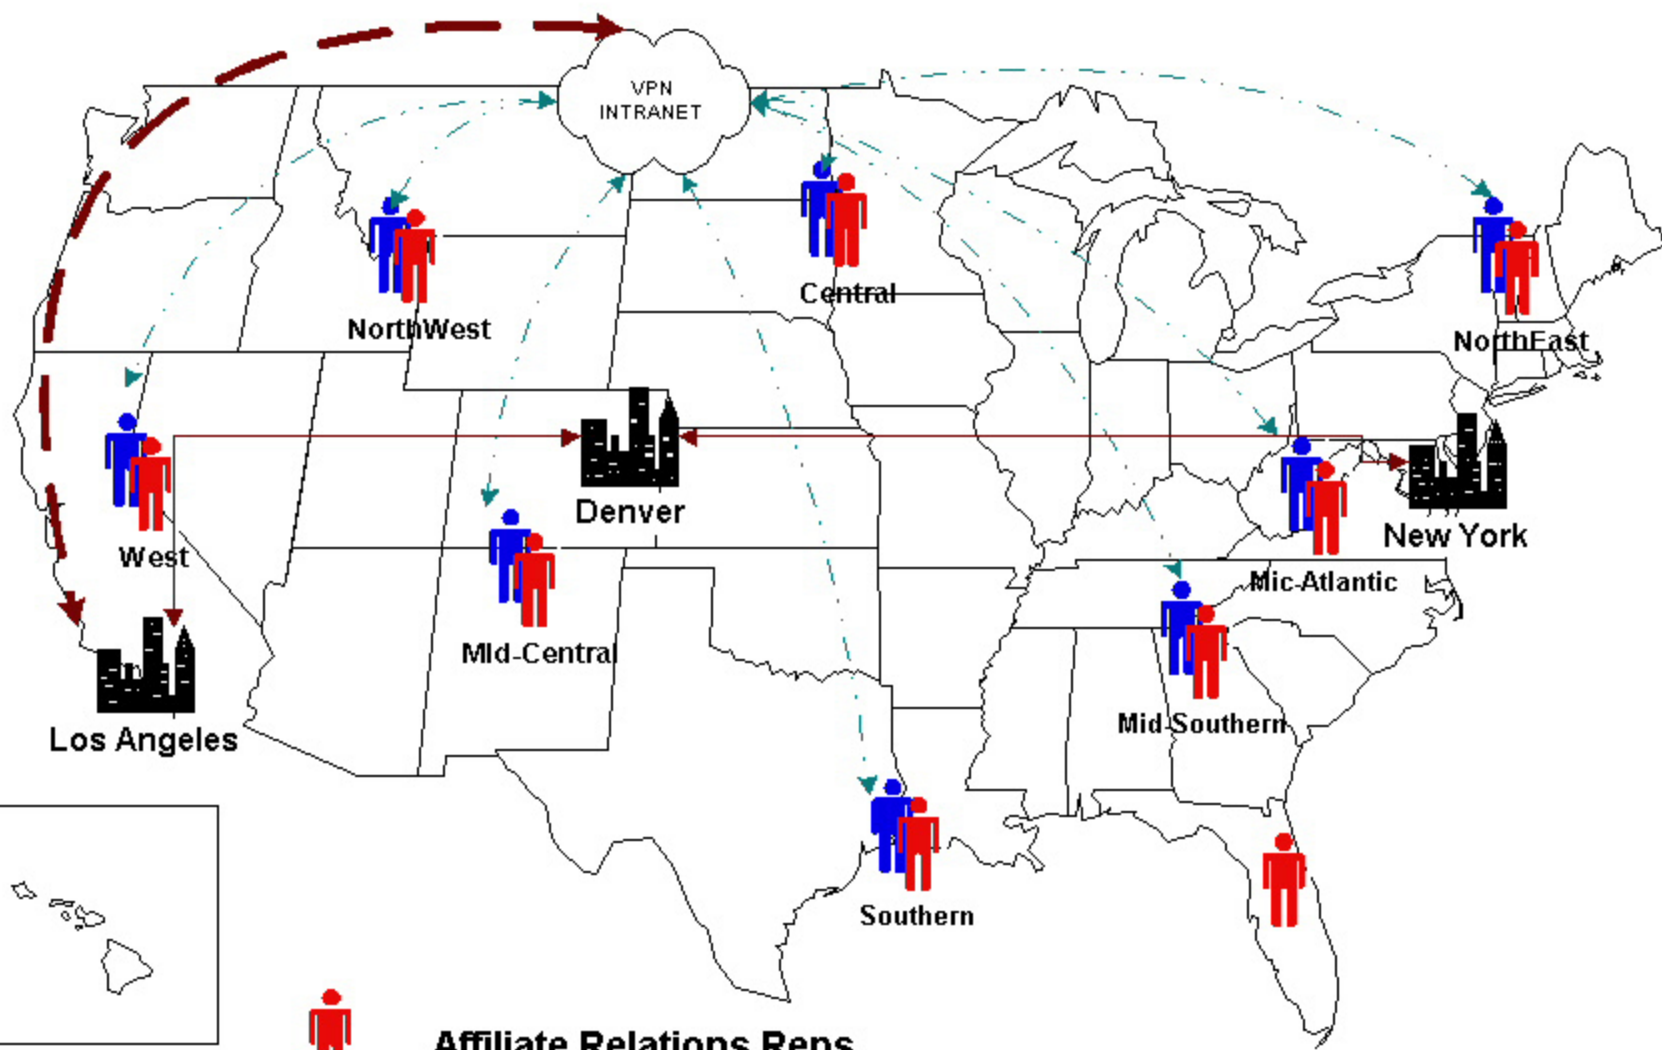 VPN
INTRANET
Central
NorthWest
NorthEast
Denver
New York
West
Mic-Atlantic
MId-Central
Mid-Southern
Los Angeles
Southern
Affiliate Relations Reps